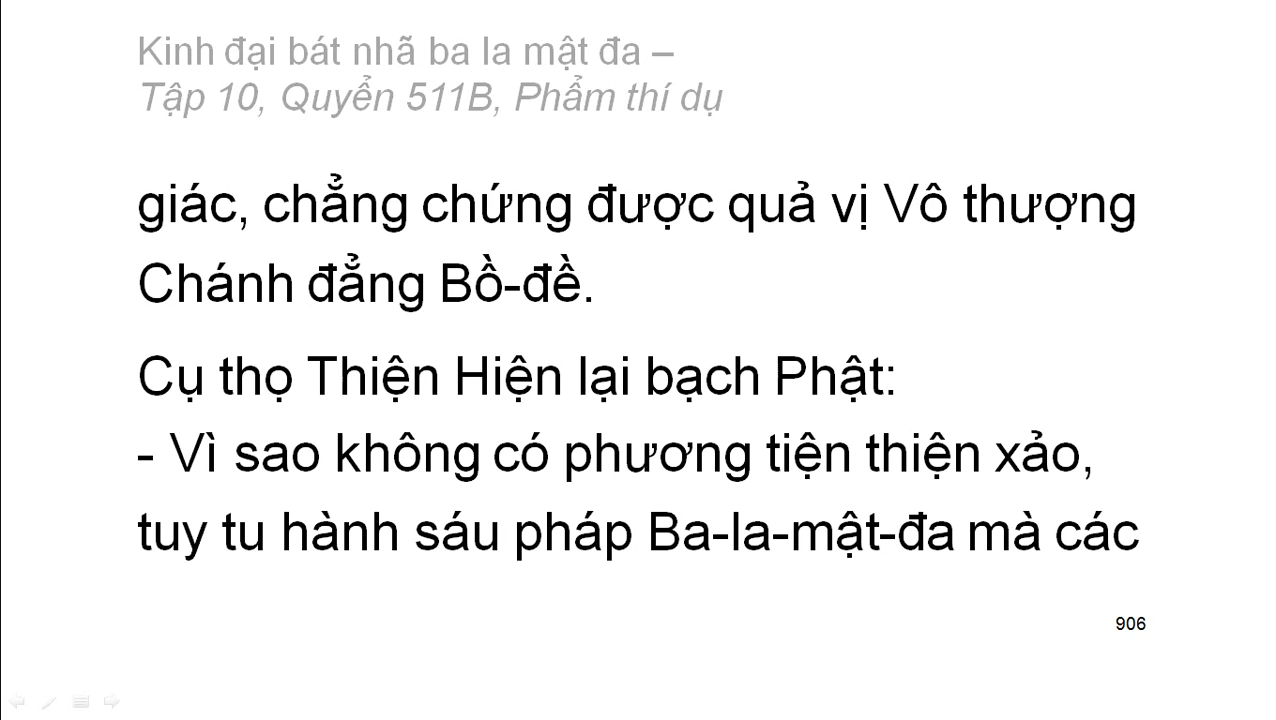 Kinh đại bát nhã ba la mật đa –
Tập 10, Quyển 511B, Phẩm thí dụ
giác, chẳng chứng được quả vị Vô thượng
Chánh đẳng Bồ-đề.
Cụ thọ Thiện Hiện lại bạch Phật:
- Vì sao không có phương tiện thiện xảo,
tuy tu hành sáu pháp Ba-la-mật-đa mà các
906